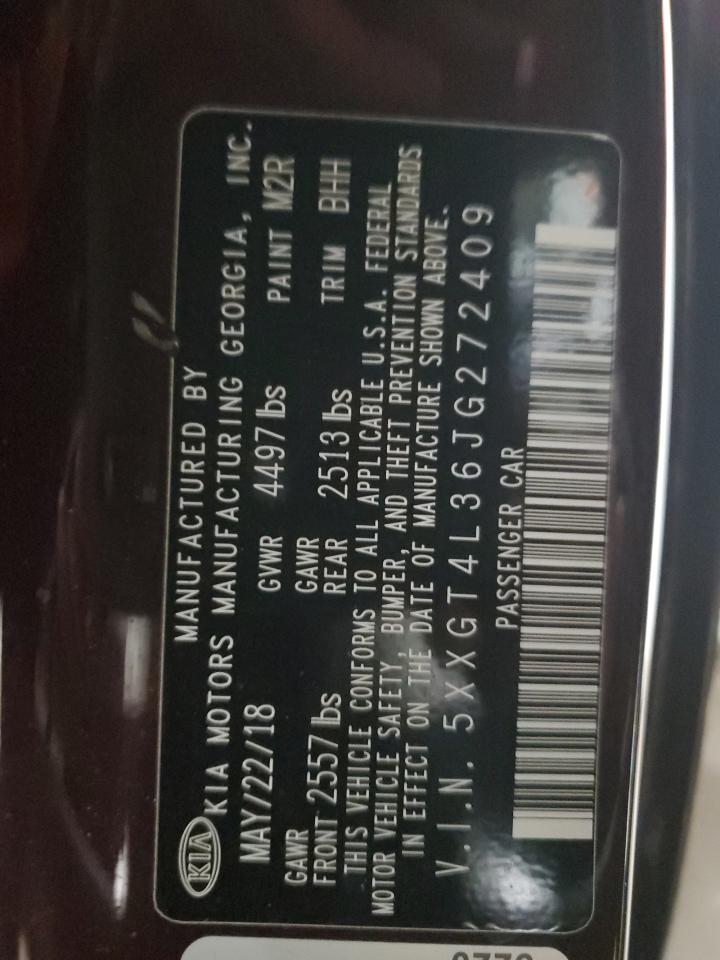 KIA
MANUFACTURED BY
KIA MOTORS MANUFACTURING GEORGIA, INC.
MAY/22/18 GVWR 4497 lbs PAINT M2R
GAWR GAWR
FRONT 2557 lbs REAR 2513 lbs TRIM BHH
THIS VEHICLE CONFORMS TO ALL APPLICABLE U.S.A. FEDERAL
MOTOR VEHICLE SAFETY, BUMPER, AND THEFT PREVENTION STANDARDS
IN EFFECT ON THE DATE OF MANUFACTURE SHOWN ABOVE.
V.I.N. 5XXGT4L36JG272409
PASSENGER CAR